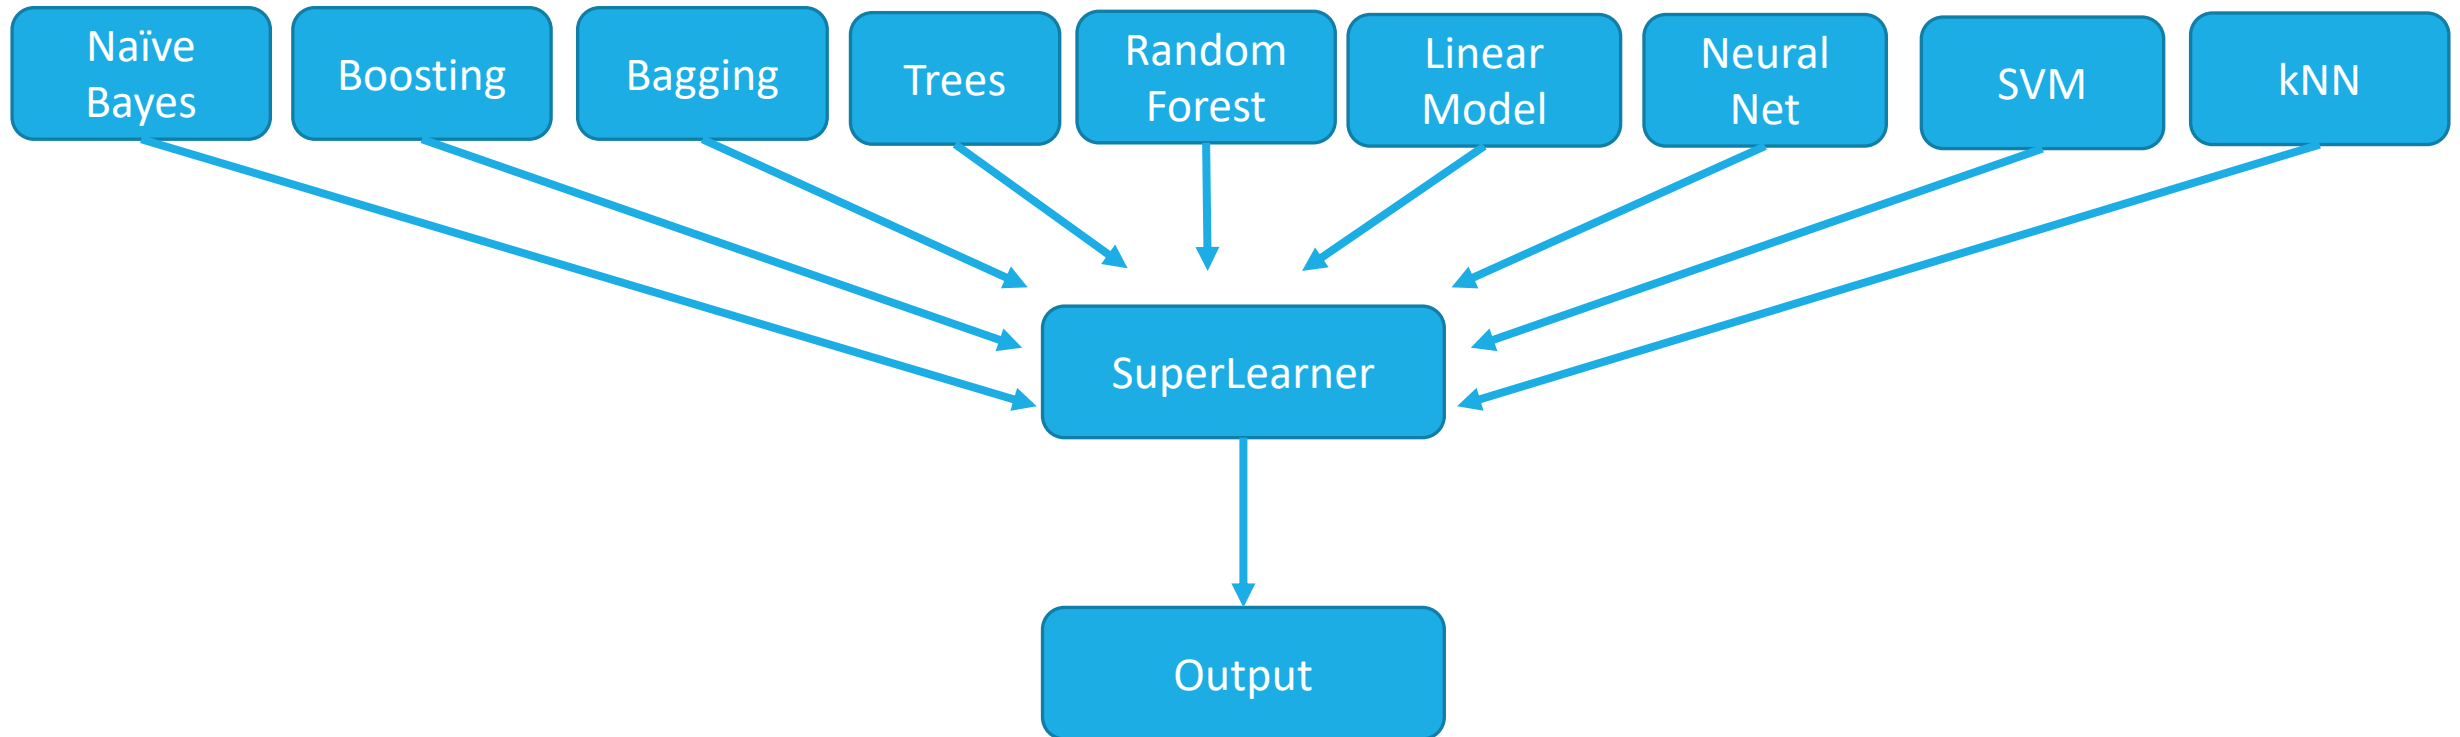 Naïve
Bayes
Boosting
Bagging
Trees
Random
Forest
Linear
Model
Neural
Net
SVM
kNN
SuperLearner
Output